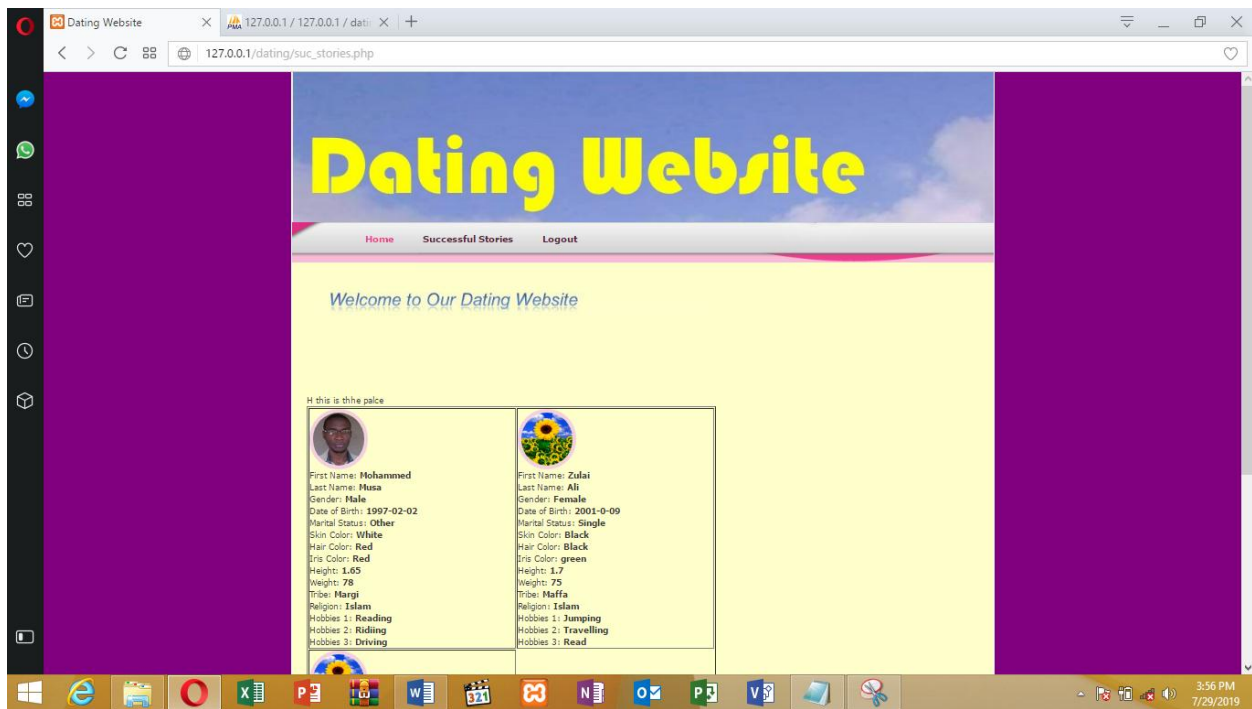 Dating Website
127.0.0.1 / 127.0.0.1 / dati
127.0.0.1/dating/suc_stories.php
Dating Website
Home Successful Stories Logout
Welcome to Our Dating Website
H this is thhe palce
First Name: Mohammed
Last Name: Musa
Gender: Male
Date of Birth: 1997-02-02
Marital Status: Other
Skin Color: White
Hair Color: Red
Iris Color: Red
Height: 1.65
Weight: 78
Tribe: Margi
Religion: Islam
Hobbies 1: Reading
Hobbies 2: Ridiing
Hobbies 3: Driving
First Name: Zulai
Last Name: Ali
Gender: Female
Date of Birth: 2001-0-09
Marital Status: Single
Skin Color: Black
Hair Color: Black
Iris Color: green
Height: 1.7
Weight: 75
Tribe: Maffa
Religion: Islam
Hobbies 1: Jumping
Hobbies 2: Travelling
Hobbies 3: Read
321
3:56 PM
7/29/2019